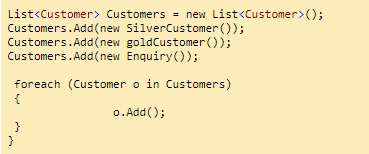 List<Customer> Customers = new List<Customer>();
Customers.Add(new SilverCustomer());
Customers.Add(new goldCustomer());
Customers.Add(new Enquiry());
foreach (Customer o in Customers)
{
o.Add();
}
}